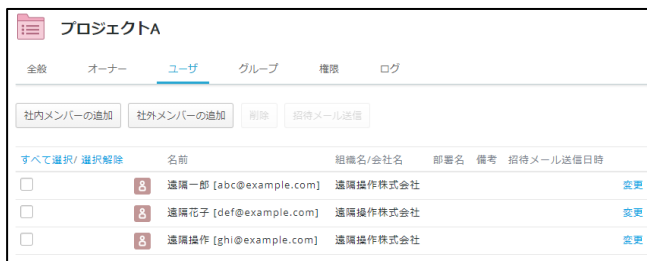 プロジェクトA
全般 オーナー ユーザ グループ 権限 ログ
社内メンバーの追加 社外メンバーの追加 削除 招待メール送信
すべて選択/ 選択解除 名前 組織名/会社名 部署名 備考 招待メール送信日時
遠隔一郎 [abc@example.com] 遠隔操作株式会社 変更
遠隔花子 [def@example.com] 遠隔操作株式会社 変更
遠隔操作 [ghi@example.com] 遠隔操作株式会社 変更